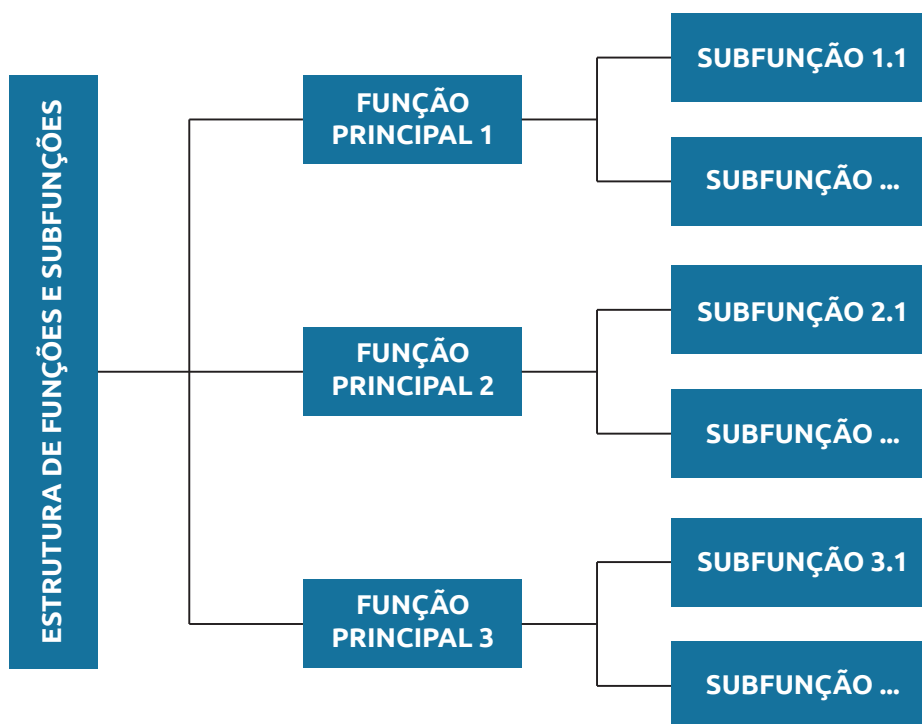 ESTRUTURA DE FUNÇÕES E SUBFUNÇÕES
FUNÇÃO
PRINCIPAL 1
SUBFUNÇÃO 1.1
SUBFUNÇÃO ...
FUNÇÃO
PRINCIPAL 2
SUBFUNÇÃO 2.1
SUBFUNÇÃO ...
FUNÇÃO
PRINCIPAL 3
SUBFUNÇÃO 3.1
SUBFUNÇÃO ...